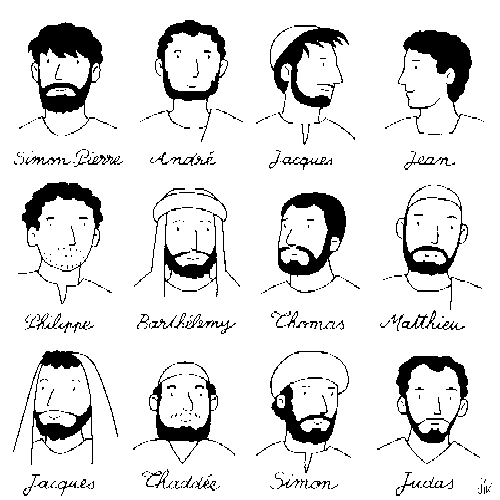 Simon-Pierre André Jacques Jean
Philippe Barthélemy Thomas Matthieu
Jacques Thaddée Simon Judas